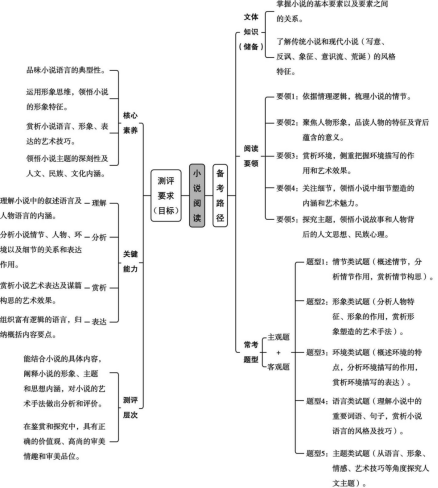 小说阅读
测评
要求
（目标）
核心
素养
品味小说语言的典型性。
运用形象思维，领悟小说
的形象特征。
赏析小说语言、形象、表
达的艺术技巧。
领悟小说主题的深刻性及
人文、民族、文化内涵。
关键
能力
理解
理解小说中的叙述语言及
人物语言的内涵。
分析
分析小说情节、人物、环
境以及细节的关系和表达
作用。
赏析
赏析小说艺术表达及谋篇
构思的艺术效果。
表达
组织富有逻辑的语言，归
纳概括内容要点。
测评
层次
能结合小说的具体内容，
阐释小说的形象、主题
和思想内涵，对小说的艺
术手法做出分析和评价。
在鉴赏和探究中，具有正
确的价值观、高尚的审美
情趣和审美品位。
备考路径
文体
知识
（储备）
掌握小说的基本要素以及要素之间
的关系。
了解传统小说和现代小说（写意、
反讽、象征、意识流、荒诞）的风格
特征。
阅读
要领
要领1：依据情理逻辑，梳理小说的情节。
要领2：聚焦人物形象，品读人物的特征及背后
蕴含的意义。
要领3：赏析环境，侧重把握环境描写的作
用和艺术效果。
要领4：关注细节，领悟小说中细节塑造的
内涵和艺术魅力。
要领5：探究主题，领悟小说故事和人物背
后的人文思想、民族心理。
常考
题型
主观题
+
客观题
题型1：情节类试题（概述情节，分
析情节作用，赏析情节构思）。
题型2：形象类试题（分析人物特
征、形象的作用，赏析形
象塑造的艺术手法）。
题型3：环境类试题（概述环境的特
点，分析环境描写的作用，
赏析环境描写的表达）。
题型4：语言类试题（理解小说中的
重要词语、句子，赏析小说
语言的风格及技巧）。
题型5：主题类试题（从语言、形象、
情感、艺术技巧等角度探究人
文主题）。